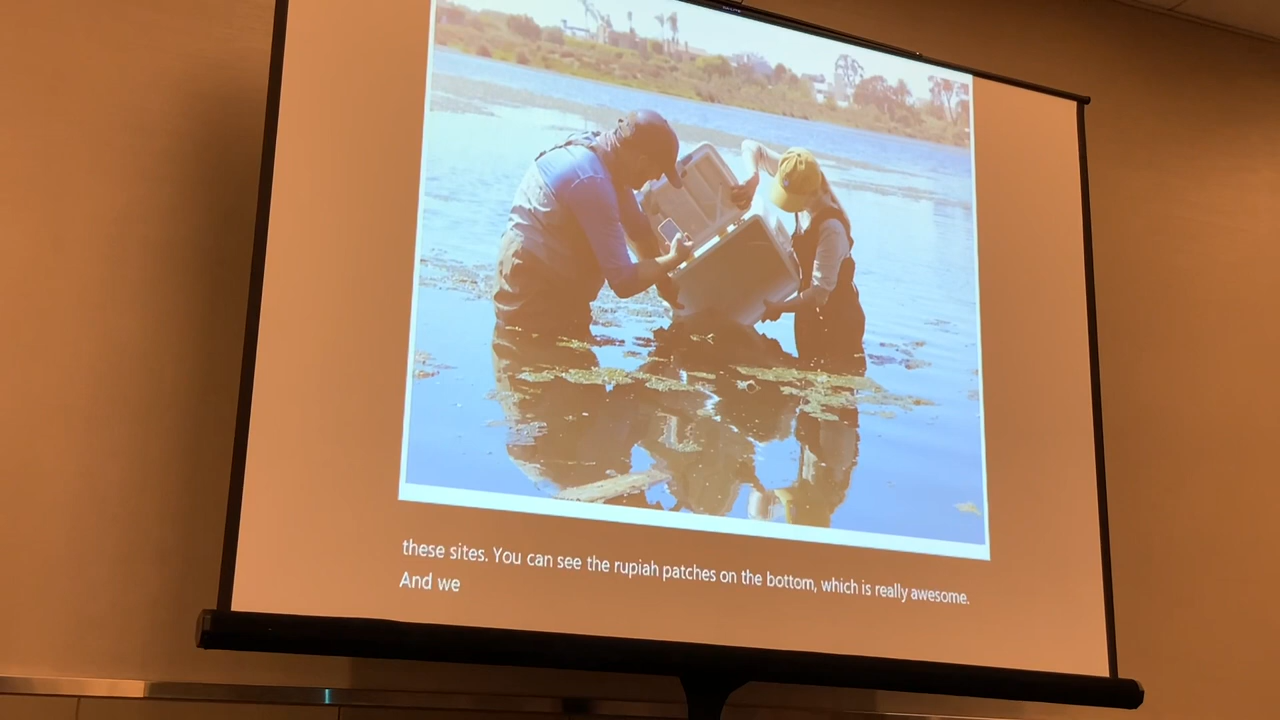 these sites. You can see the rupiah patches on the bottom, which is really awesome.
And we